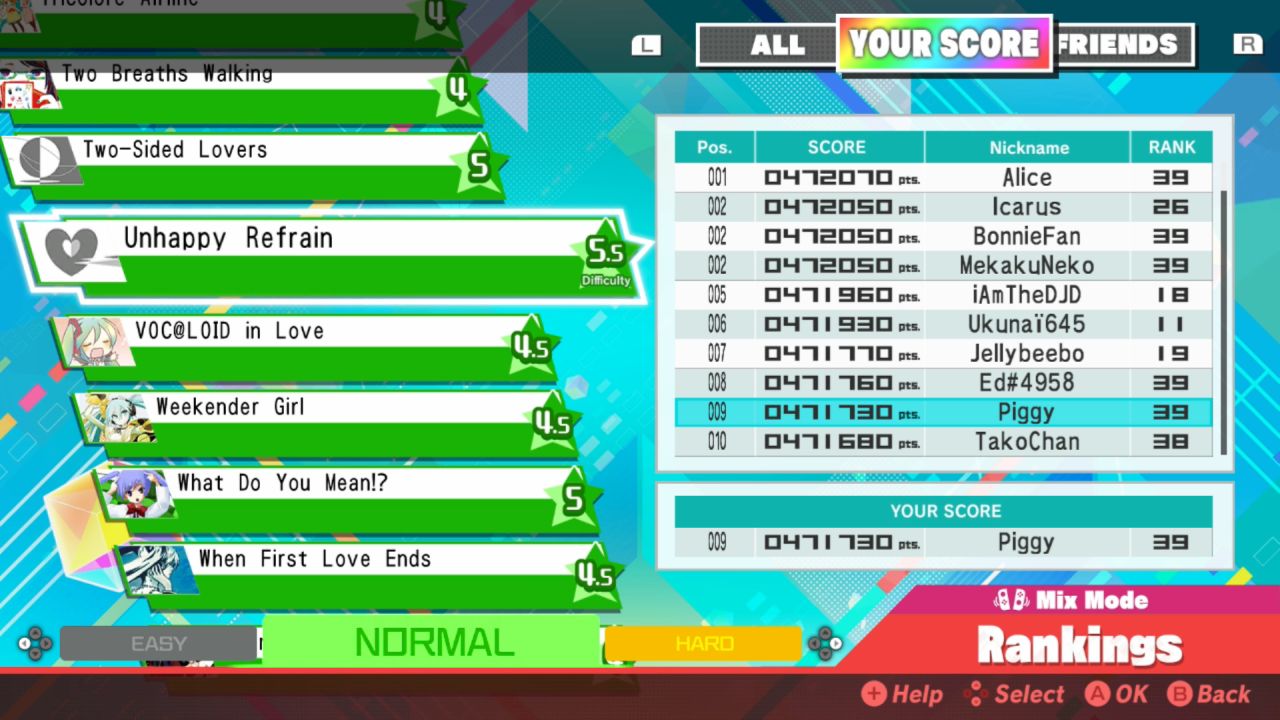 Tricolore Airline
4
Two Breaths Walking
4
Two-Sided Lovers
5
Unhappy Refrain
5.5
Difficulty
VOC@LOID in Love
4.5
Weekender Girl
4.5
What Do You Mean!?
5
When First Love Ends
4.5
EASY
NORMAL
HARD
L
ALL
YOUR SCORE
FRIENDS
R
Pos. SCORE Nickname RANK
001 0472070 pts. Alice 39
002 0472050 pts. Icarus 26
002 0472050 pts. BonnieFan 39
002 0472050 pts. MekakuNeko 39
005 0471960 pts. iAmTheDJD 18
006 0471930 pts. Ukunaï645 11
007 0471770 pts. Jellybeebo 19
008 0471760 pts. Ed#4958 39
009 0471730 pts. Piggy 39
010 0471680 pts. TakoChan 38
YOUR SCORE
009 0471730 pts. Piggy 39
Mix Mode
Rankings
+ Help Select A OK B Back